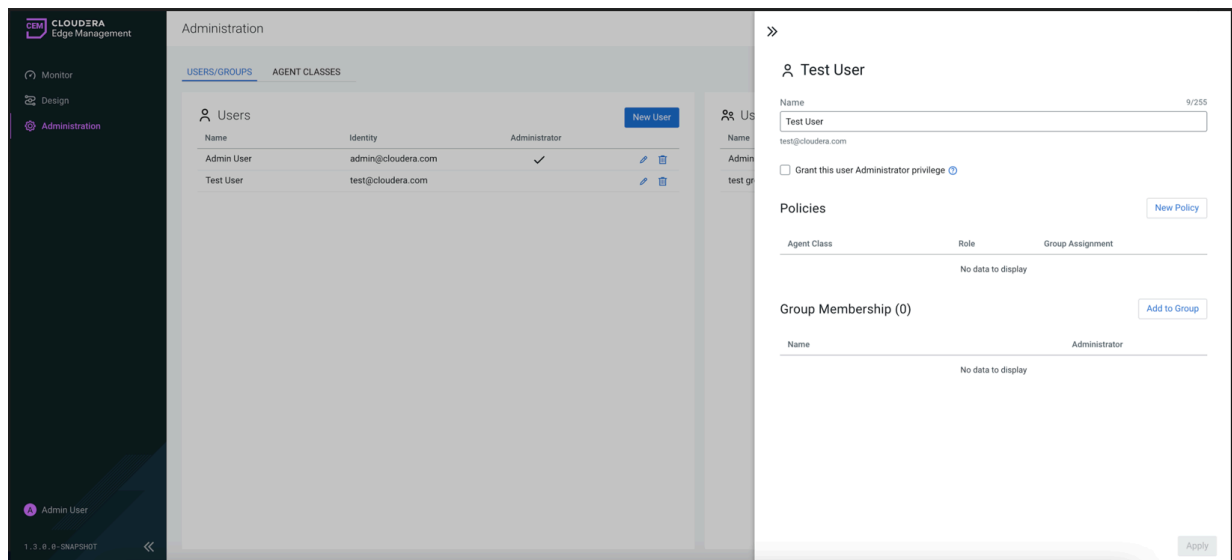 CEM CLOUDERA
Edge Management
Monitor
Design
Administration
A Admin User
1.3.0.0-SNAPSHOT
Administration
USERS/GROUPS AGENT CLASSES
Users New User
Name Identity Administrator
Admin User admin@cloudera.com
Test User test@cloudera.com
Us
Name
Admin
test gr
Test User
Name 9/255
Test User
test@cloudera.com
Grant this user Administrator privilege ?
Policies New Policy
Agent Class Role Group Assignment
No data to display
Group Membership (0) Add to Group
Name Administrator
No data to display
Apply